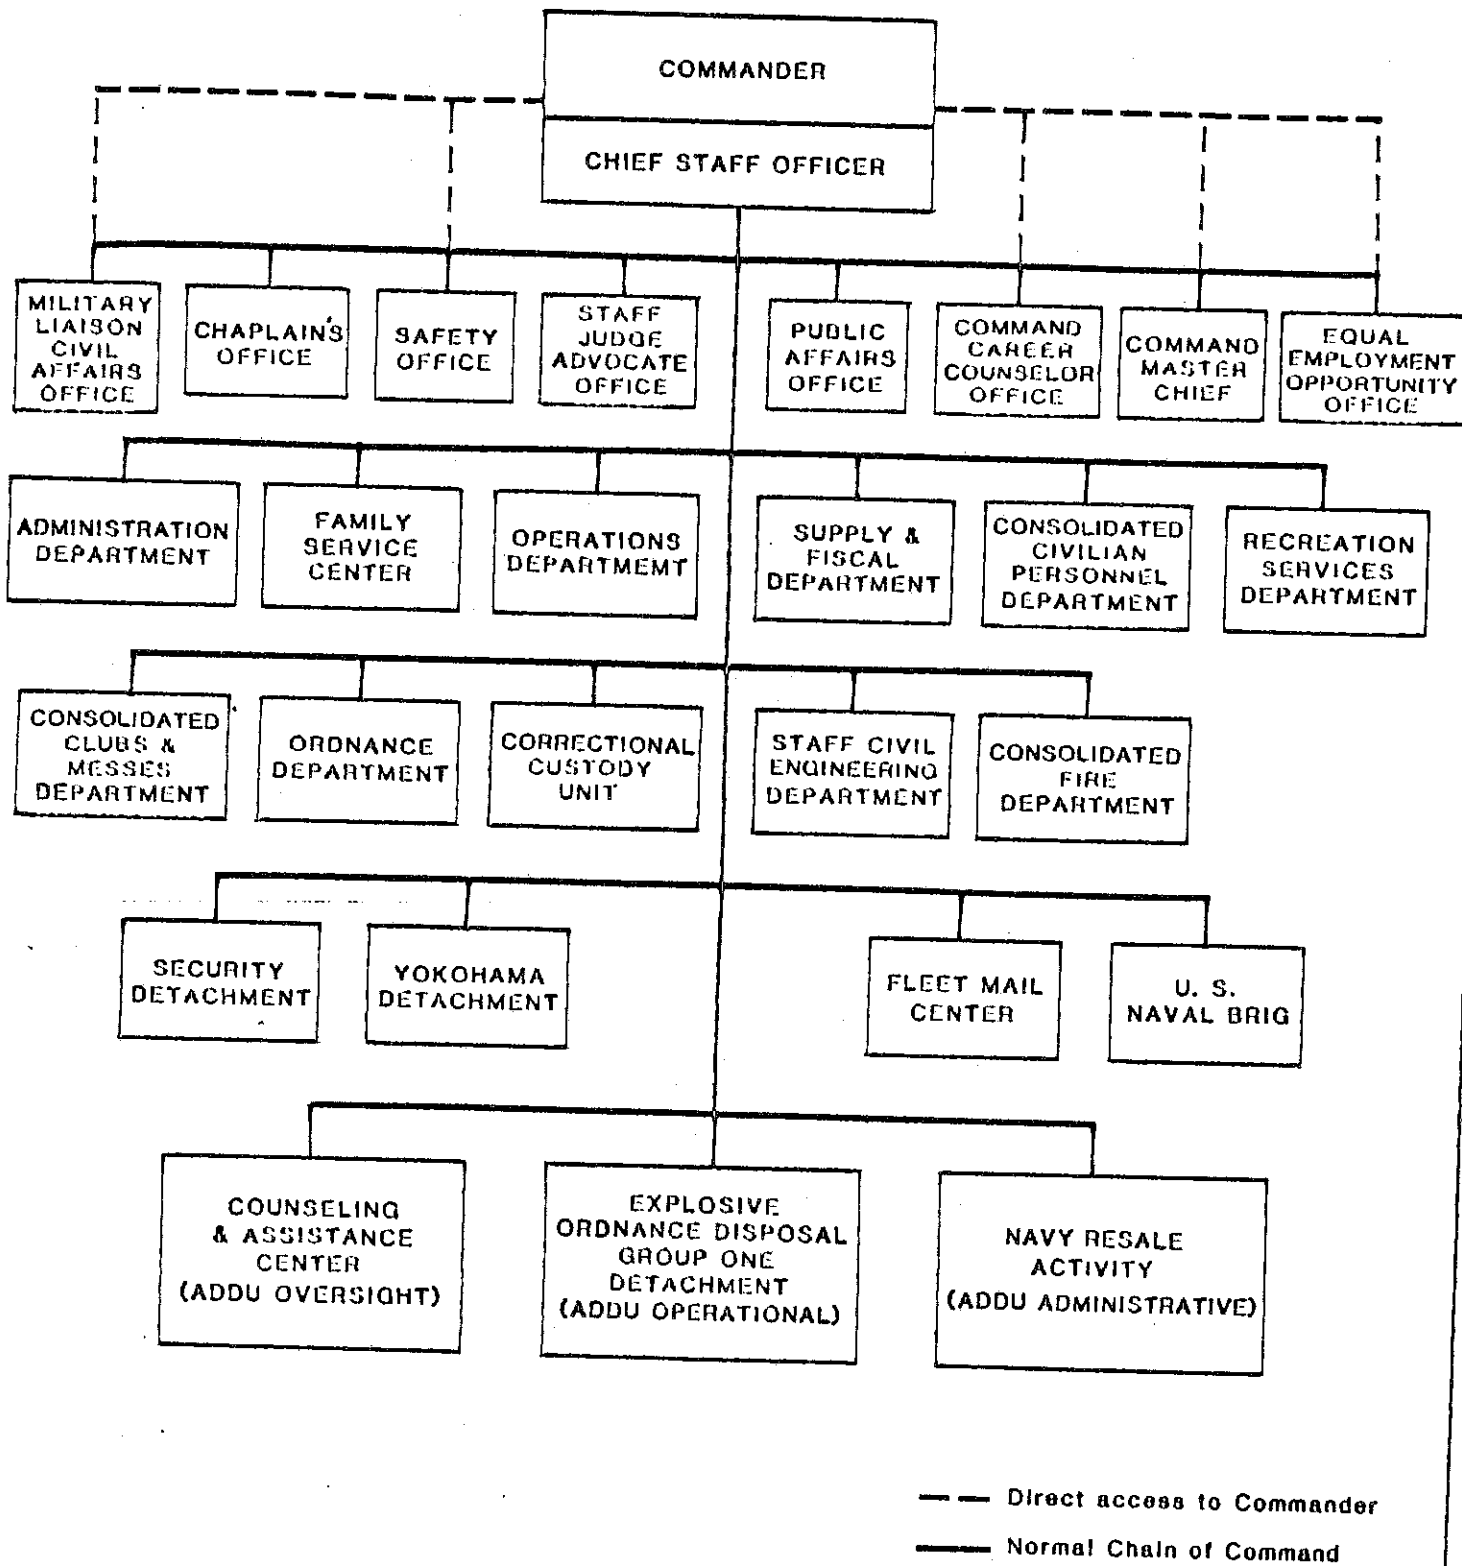 COMMANDER
CHIEF STAFF OFFICER
MILITARY
LIAISON
CIVIL
AFFAIRS
OFFICE
CHAPLAIN'S
OFFICE
SAFETY
OFFICE
STAFF
JUDGE
ADVOCATE
OFFICE
PUBLIC
AFFAIRS
OFFICE
COMMAND
CAREER
COUNSELOR
OFFICE
COMMAND
MASTER
CHIEF
EQUAL
EMPLOYMENT
OPPORTUNITY
OFFICE
ADMINISTRATION
DEPARTMENT
FAMILY
SERVICE
CENTER
OPERATIONS
DEPARTMEMT
SUPPLY &
FISCAL
DEPARTMENT
CONSOLIDATED
CIVILIAN
PERSONNEL
DEPARTMENT
RECREATION
SERVICES
DEPARTMENT
CONSOLIDATED
CLUBS &
MESSES
DEPARTMENT
ORDNANCE
DEPARTMENT
CORRECTIONAL
CUSTODY
UNIT
STAFF CIVIL
ENGINEERING
DEPARTMENT
CONSOLIDATED
FIRE
DEPARTMENT
SECURITY
DETACHMENT
YOKOHAMA
DETACHMENT
FLEET MAIL
CENTER
U. S.
NAVAL BRIG
COUNSELING
& ASSISTANCE
CENTER
(ADDU OVERSIGHT)
EXPLOSIVE
ORDNANCE DISPOSAL
GROUP ONE
DETACHMENT
(ADDU OPERATIONAL)
NAVY RESALE
ACTIVITY
(ADDU ADMINISTRATIVE)
Direct access to Commander
Normal Chain of Command